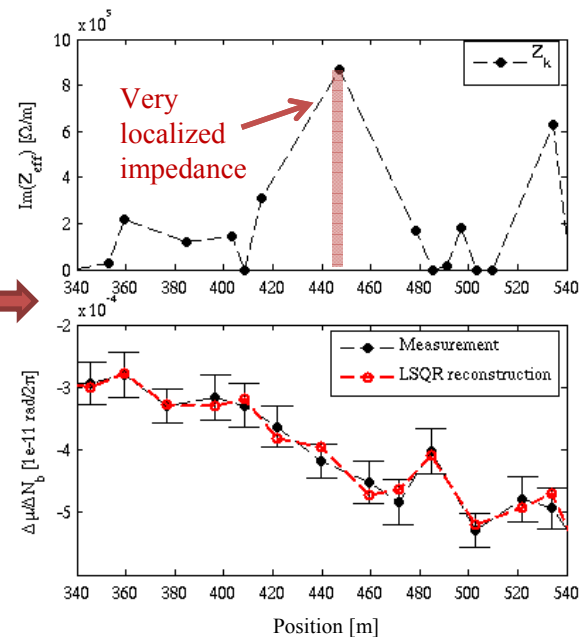 x 10⁵
10
8
6
4
2
0
Im(Z_eff) [Ω/m]
Z_k
Very
localized
impedance
340 360 380 400 420 440 460 480 500 520 540
x 10⁻⁴
-2
-3
-4
-5
Δμ/ΔN_b [1e-11 rad/2π]
Measurement
LSQR reconstruction
340 360 380 400 420 440 460 480 500 520 540
Position [m]